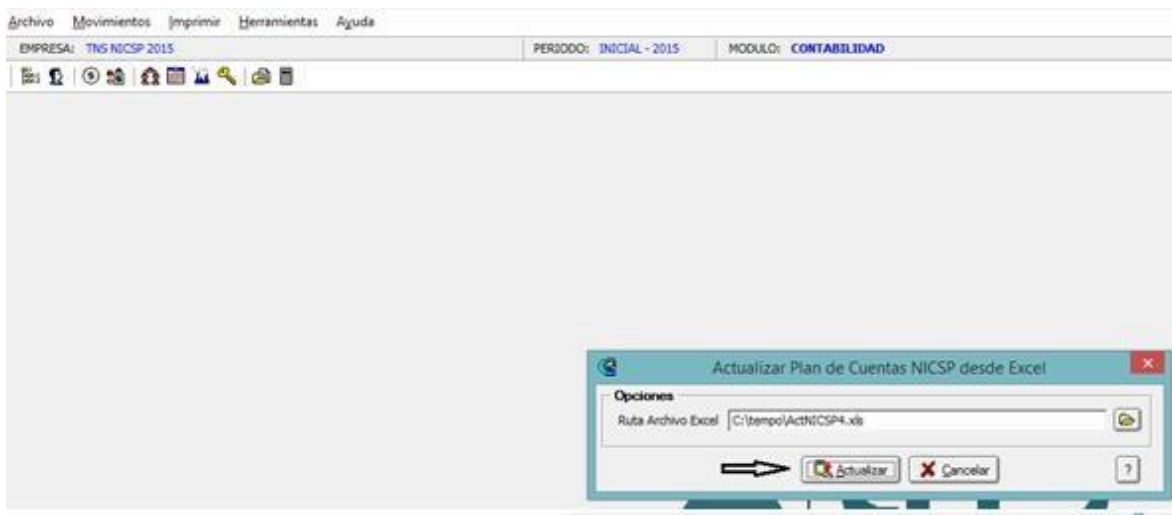 Archivo Movimientos Imprimir Herramientas Ayuda
EMPRESA: TNS NICSP 2015 PERIODO: INICIAL - 2015 MODULO: CONTABILIDAD
Actualizar Plan de Cuentas NICSP desde Excel
Opciones
Ruta Archivo Excel C:\tempo\ActNICSP4.xls
Actualizar Cancelar ?